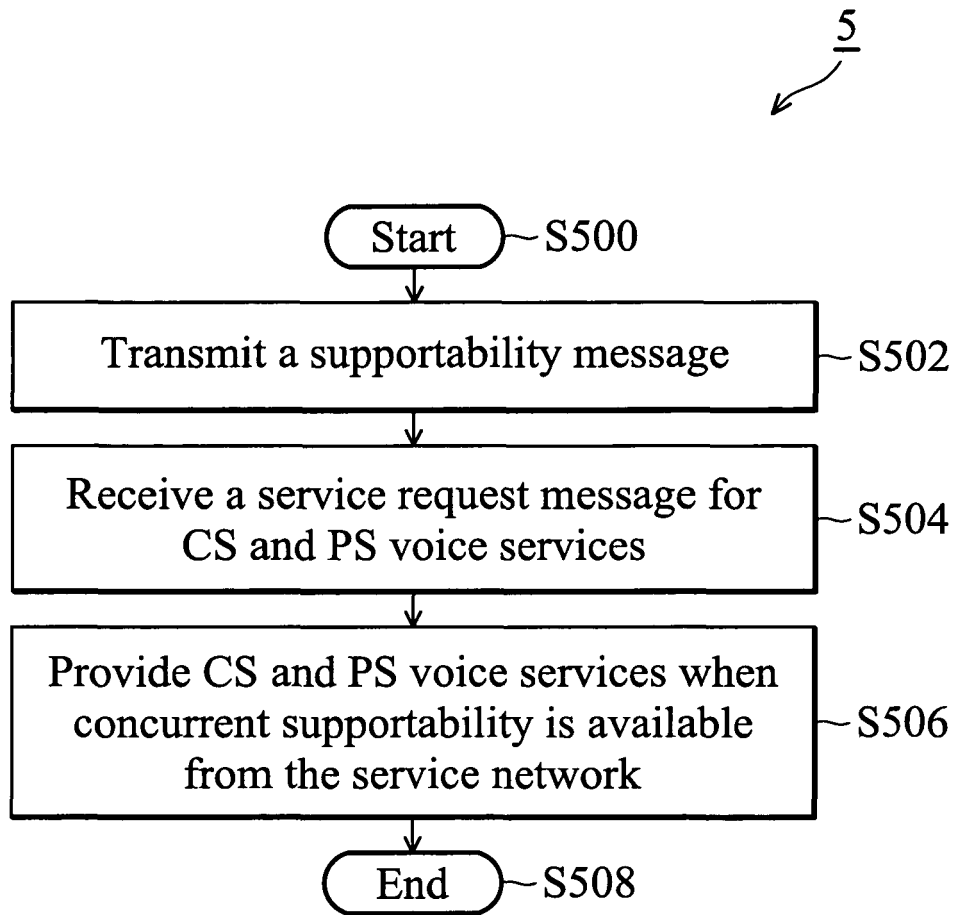 5
Start
S500
Transmit a supportability message
S502
Receive a service request message for
CS and PS voice services
S504
Provide CS and PS voice services when
concurrent supportability is available
from the service network
S506
End
S508